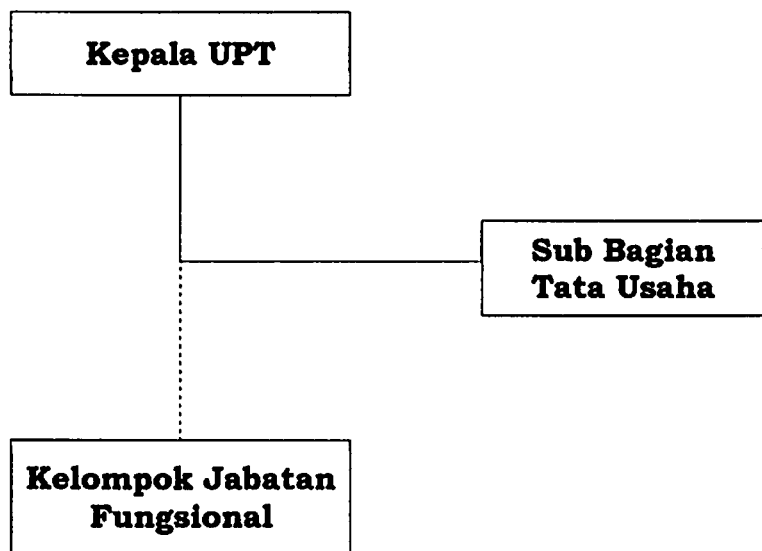 Kepala UPT
Sub Bagian
Tata Usaha
Kelompok Jabatan
Fungsional